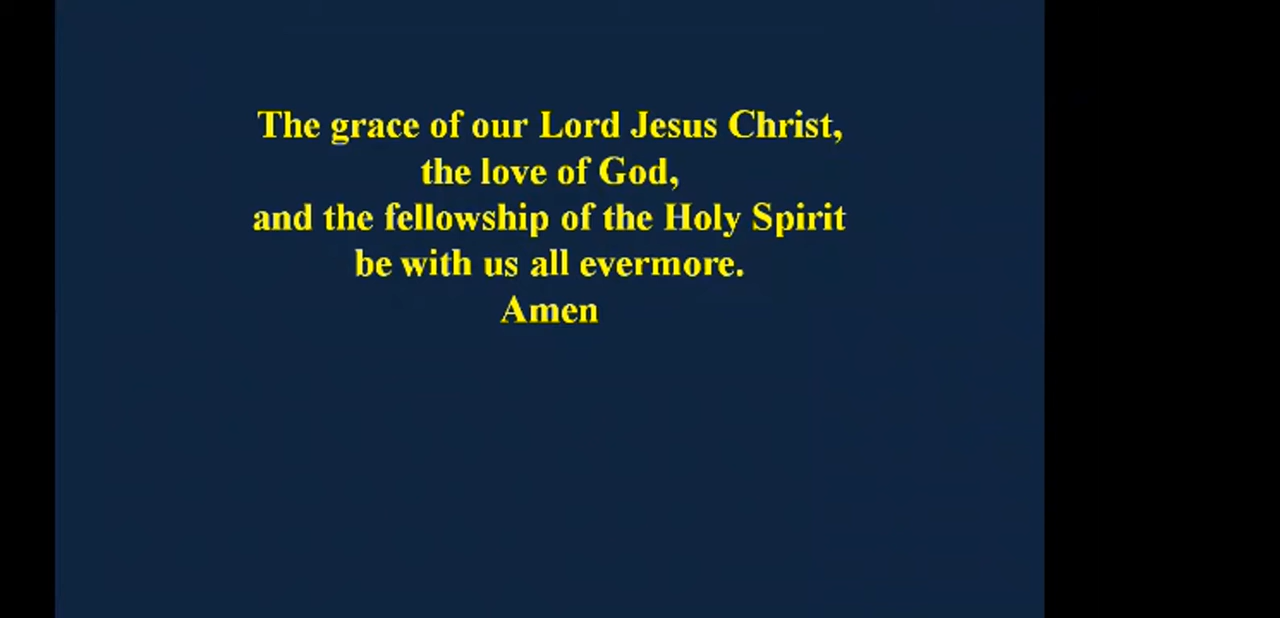 The grace of our Lord Jesus Christ,
the love of God,
and the fellowship of the Holy Spirit
be with us all evermore.
Amen